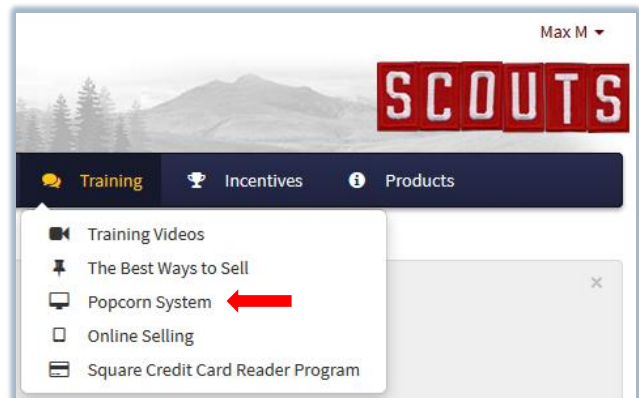 Max M
SCOUTS
Training Incentives Products
Training Videos
The Best Ways to Sell
Popcorn System
Online Selling
Square Credit Card Reader Program